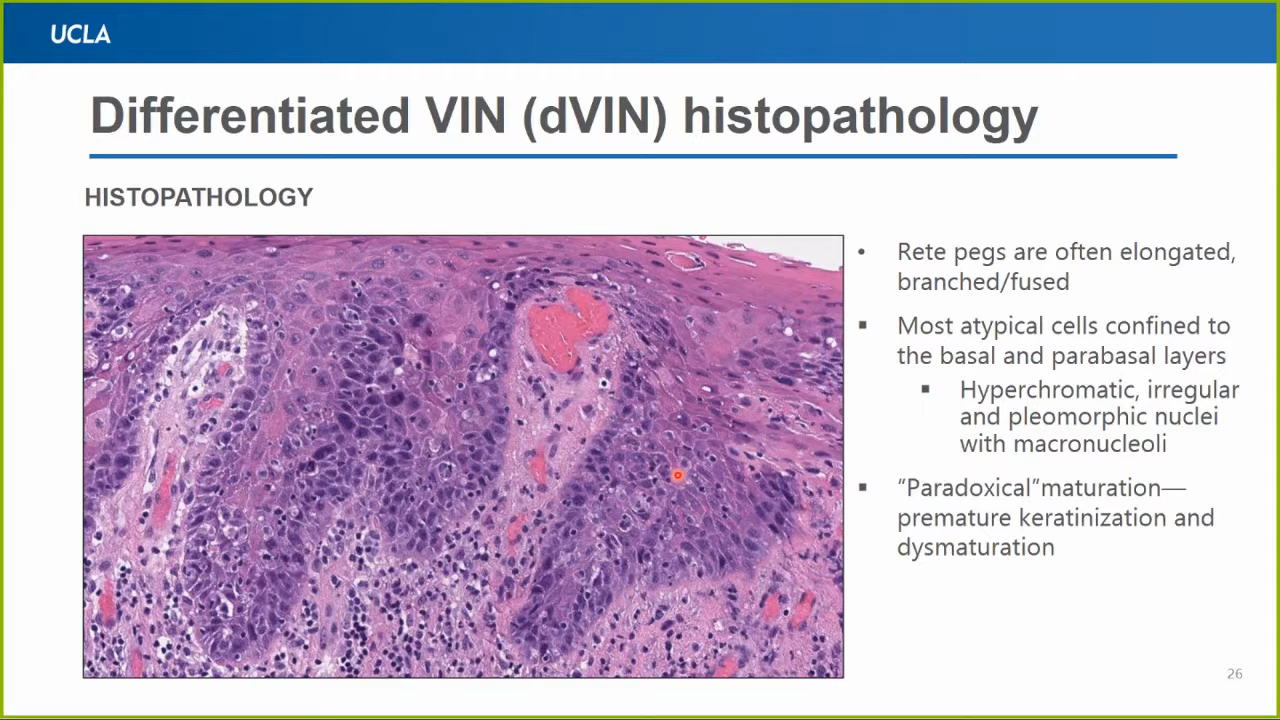 UCLA
Differentiated VIN (dVIN) histopathology
HISTOPATHOLOGY
• Rete pegs are often elongated,
branched/fused
▪ Most atypical cells confined to
the basal and parabasal layers
▪ Hyperchromatic, irregular
and pleomorphic nuclei
with macronucleoli
▪ “Paradoxical”maturation—
premature keratinization and
dysmaturation
26